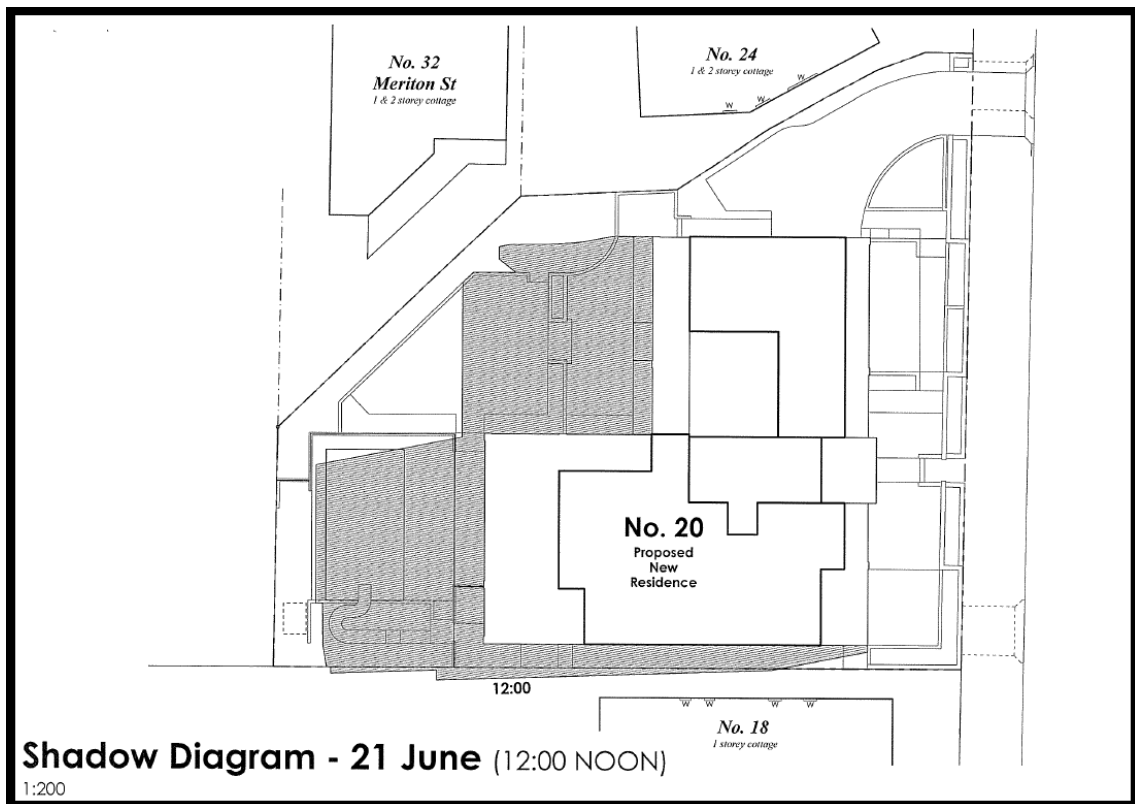 No. 32
Meriton St
1 & 2 storey cottage
No. 24
1 & 2 storey cottage
W
W
W
No. 20
Proposed
New
Residence
12:00
W
W
W
W
No. 18
1 storey cottage
Shadow Diagram - 21 June (12:00 NOON)
1:200